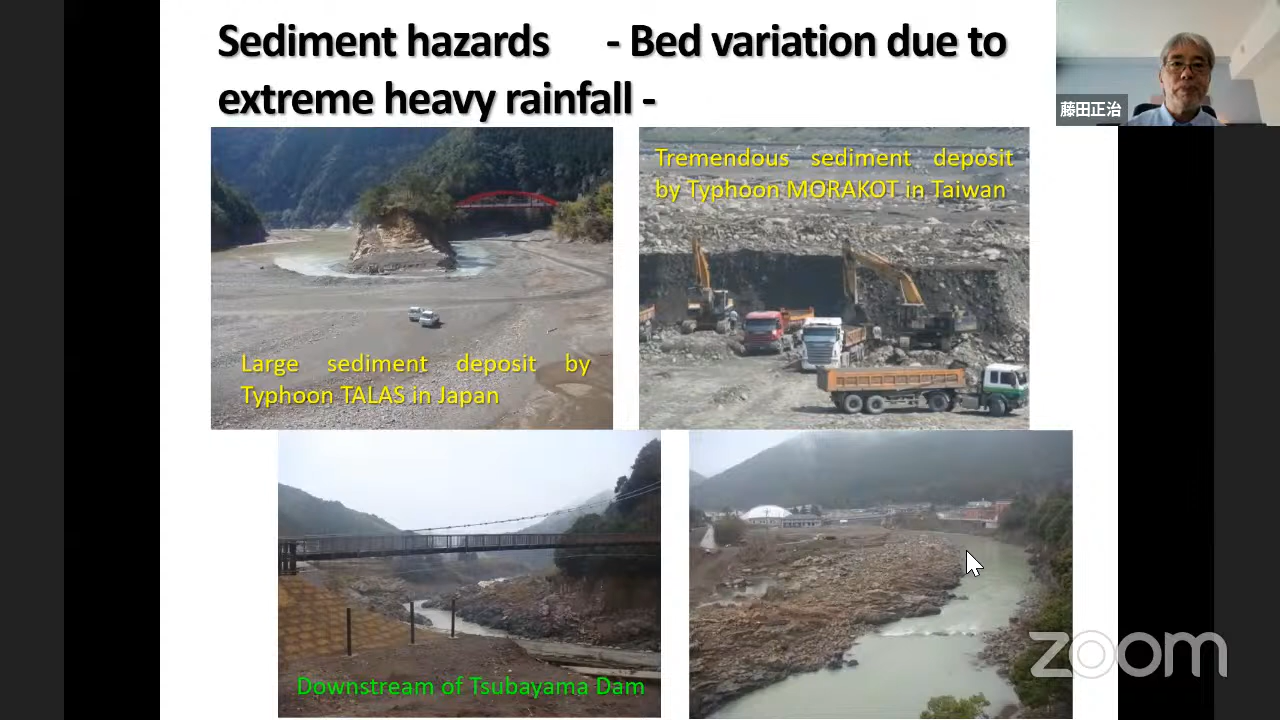 Sediment hazards - Bed variation due to
extreme heavy rainfall -
藤田正治
Large sediment deposit by
Typhoon TALAS in Japan
Tremendous sediment deposit
by Typhoon MORAKOT in Taiwan
Downstream of Tsubayama Dam
zoom